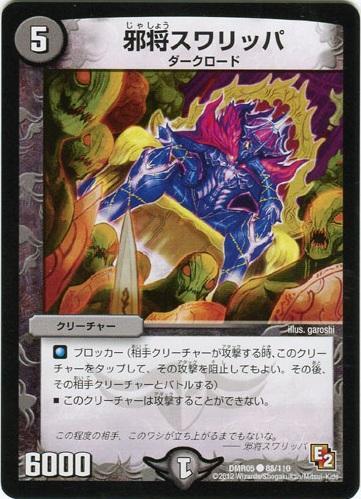 5
じゃしょう
邪将スワリッパ
ダークロード
illus. garoshi
クリーチャー
ブロッカー(相手クリーチャーが攻撃する時、このクリ
ーチャーをタップして、その攻撃を阻止してもよい。その後、
その相手クリーチャーとバトルする)
■このクリーチャーは攻撃することができない。
この程度の相手、このワシが立ち上がるまでもないな。
——邪将スワリッパ
6000
1
DMR05 ● 88/110
©2012 Wizards/Shogakukan/Mitsui-Kids
E2